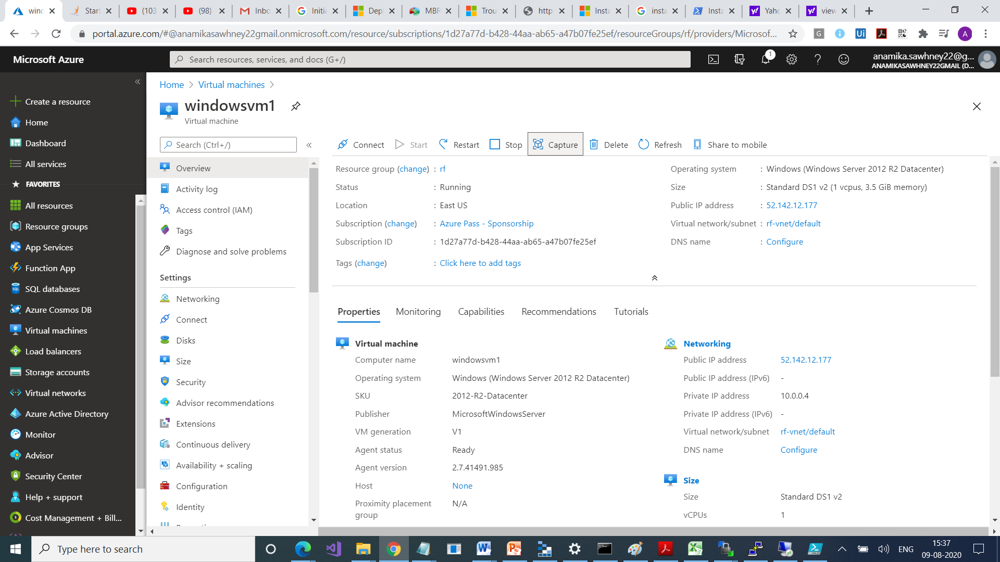 winc
Start
(103
(98)
Inbo
Initia
Depl
MBR
Trou
http
Insta
insta
Insta
Yaho
view
portal.azure.com/#@anamikasawhney22gmail.onmicrosoft.com/resource/subscriptions/1d27a77d-b428-44aa-ab65-a47b07fe25ef/resourceGroups/rf/providers/Microsof...
Microsoft Azure
Search resources, services, and docs (G+/)
1
anamika.sawhney22@g...
ANAMIKASAWHNEY22GMAIL (D...
A
Create a resource
Home
Dashboard
All services
FAVORITES
All resources
Resource groups
App Services
Function App
SQL databases
Azure Cosmos DB
Virtual machines
Load balancers
Storage accounts
Virtual networks
Azure Active Directory
Monitor
Advisor
Security Center
Help + support
Cost Management + Bill...
Home > Virtual machines >
windowsvm1
Virtual machine
Search (Ctrl+/)
Overview
Activity log
Access control (IAM)
Tags
Diagnose and solve problems
Settings
Networking
Connect
Disks
Size
Security
Advisor recommendations
Extensions
Continuous delivery
Availability + scaling
Configuration
Identity
Connect Start Restart Stop Capture Delete Refresh Share to mobile
Resource group (change) : rf
Status : Running
Location : East US
Subscription (change) : Azure Pass - Sponsorship
Subscription ID : 1d27a77d-b428-44aa-ab65-a47b07fe25ef
Tags (change) : Click here to add tags
Operating system : Windows (Windows Server 2012 R2 Datacenter)
Size : Standard DS1 v2 (1 vcpus, 3.5 GiB memory)
Public IP address : 52.142.12.177
Virtual network/subnet : rf-vnet/default
DNS name : Configure
Properties Monitoring Capabilities Recommendations Tutorials
Virtual machine
Computer name windowsvm1
Operating system Windows (Windows Server 2012 R2 Datacenter)
SKU 2012-R2-Datacenter
Publisher MicrosoftWindowsServer
VM generation V1
Agent status Ready
Agent version 2.7.41491.985
Host None
Proximity placement group N/A
Networking
Public IP address 52.142.12.177
Public IP address (IPv6) -
Private IP address 10.0.0.4
Private IP address (IPv6) -
Virtual network/subnet rf-vnet/default
DNS name Configure
Size
Size Standard DS1 v2
vCPUs 1
Type here to search
ENG
15:37
09-08-2020